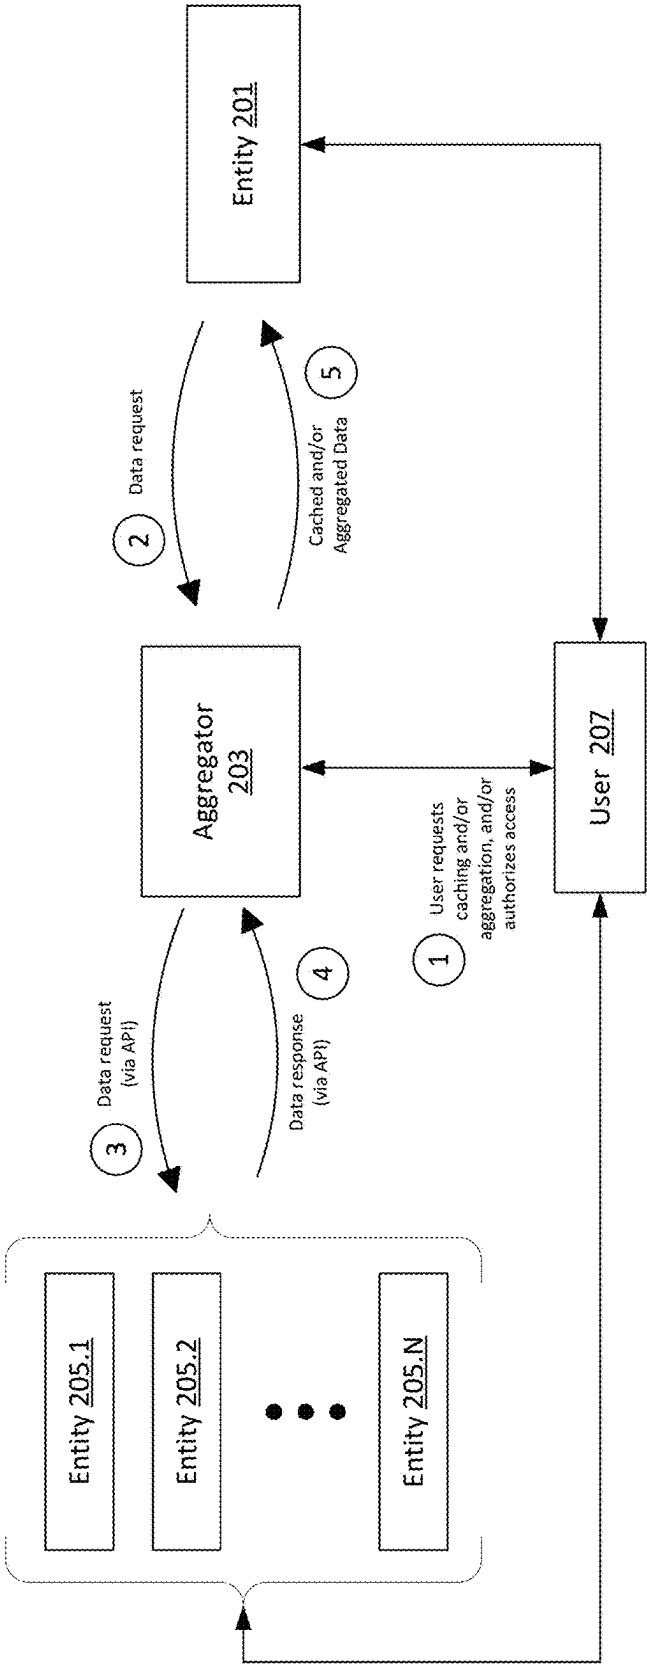 Entity 205.1
Entity 205.2
Entity 205.N
3
Data request
(via API)
Data response
(via API)
4
Aggregator
203
2
Data request
Cached and/or
Aggregated Data
5
Entity 201
1
User requests
caching and/or
aggregation, and/or
authorizes access
User 207